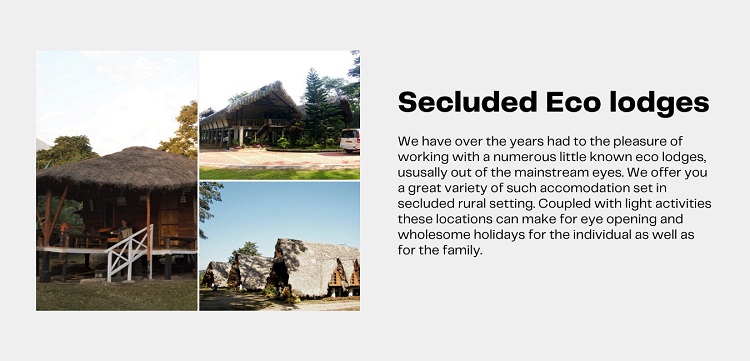 Secluded Eco lodges
We have over the years had to the pleasure of
working with a numerous little known eco lodges,
ususally out of the mainstream eyes. We offer you
a great variety of such accomodation set in
secluded rural setting. Coupled with light activities
these locations can make for eye opening and
wholesome holidays for the individual as well as
for the family.